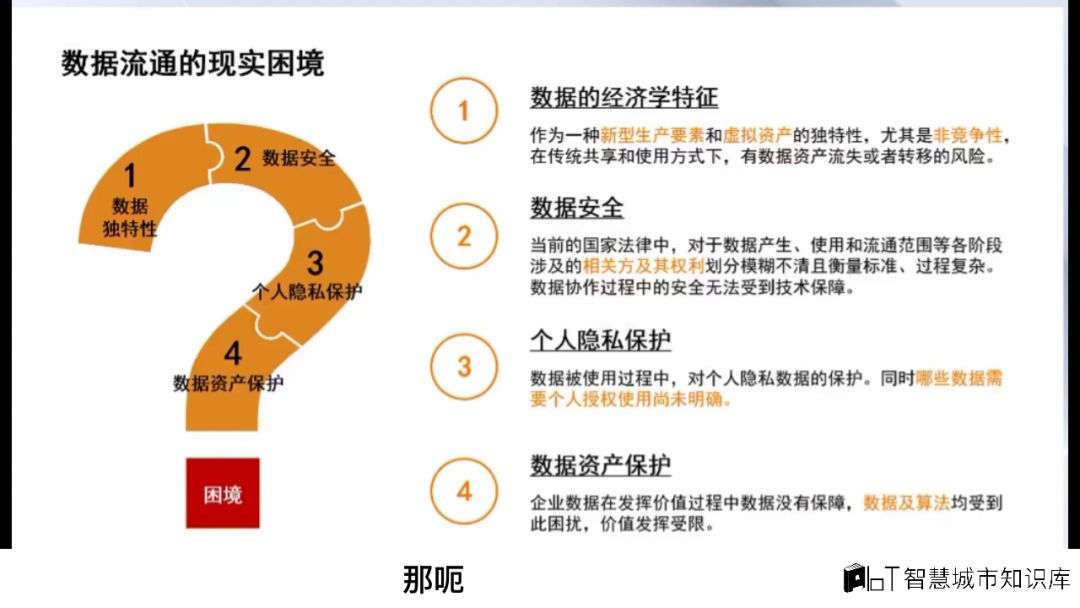 数据流通的现实困境
1
数据
独特性
2 数据安全
3
个人隐私保护
4
数据资产保护
困境
1
数据的经济学特征
作为一种新型生产要素和虚拟资产的独特性，尤其是非竞争性，
在传统共享和使用方式下，有数据资产流失或者转移的风险。
2
数据安全
当前的国家法律中，对于数据产生、使用和流通范围等各阶段
涉及的相关方及其权利划分模糊不清且衡量标准、过程复杂。
数据协作过程中的安全无法受到技术保障。
3
个人隐私保护
数据被使用过程中，对个人隐私数据的保护。同时哪些数据需
要个人授权使用尚未明确。
4
数据资产保护
企业数据在发挥价值过程中数据没有保障，数据及算法均受到
此困扰，价值发挥受限。
那呃
IoT智慧城市知识库